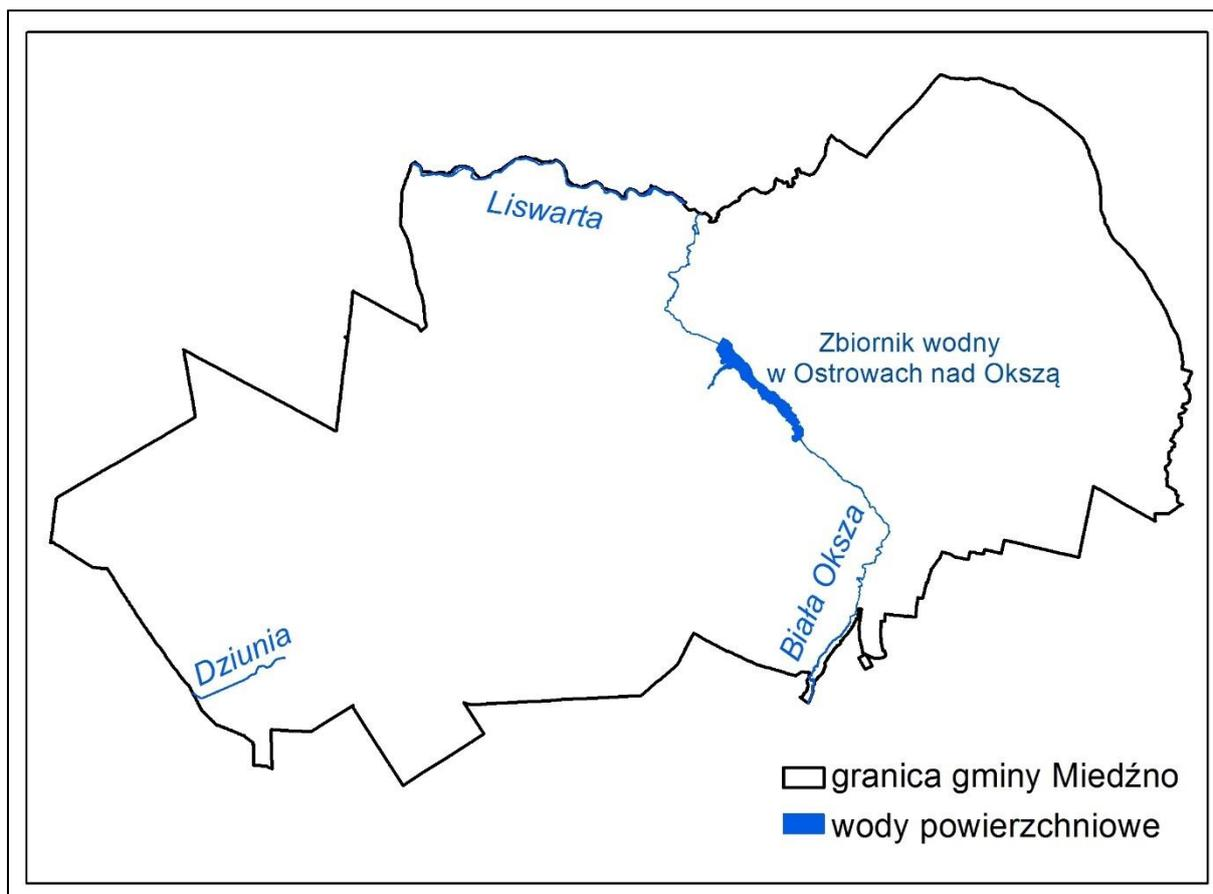 Liswarta
Zbiornik wodny
w Ostrowach nad Okszą
Biała Oksza
Dziunia
granica gminy Miedźno
wody powierzchniowe